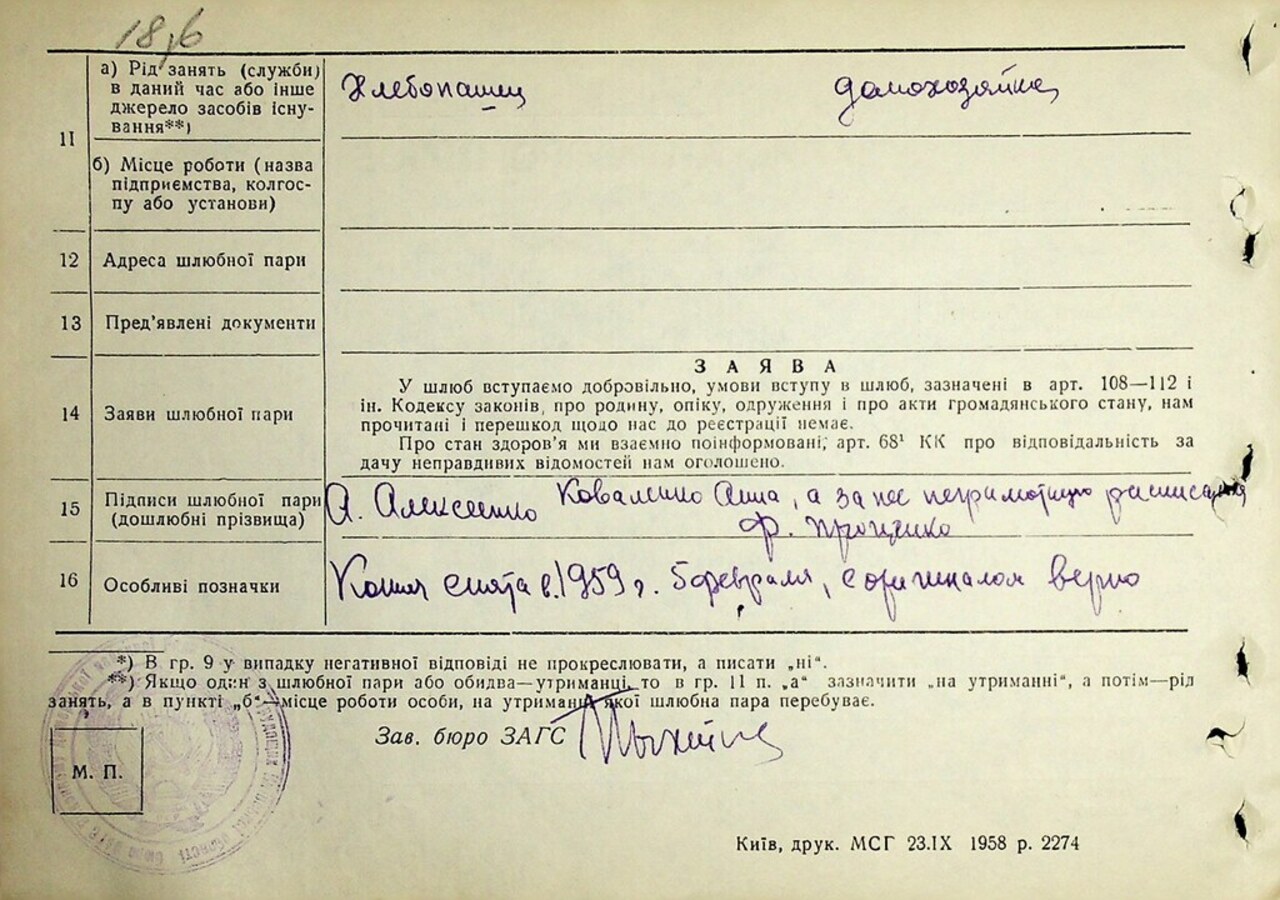 18
11
а) Рід занять (служби)
в даний час або інше
джерело засобів існу-
вання**)
Хлебопашец
домохозяйка
б) Місце роботи (назва
підприємства, колгос-
пу або установи)
12
Адреса шлюбної пари
13
Пред’явлені документи
14
Заяви шлюбної пари
ЗАЯВА
У шлюб вступаємо добровільно, умови вступу в шлюб, зазначені в арт. 108—112 і
ін. Кодексу законів, про родину, опіку, одруження і про акти громадянського стану, нам
прочитані і перешкод щодо нас до реєстрації немає.
Про стан здоров’я ми взаємно поінформовані, арт. 68¹ КК про відповідальність за
дачу неправдивих відомостей нам оголошено.
15
Підписи шлюбної пари
(дошлюбні прізвища)
А. Алексеенко
Коваленко Анна, а за нее неграмотную
Ф. Проценко
16
Особливі позначки
Копия снята в 1959 г. 5 февраля, с оригиналом верно
*) В гр. 9 у випадку негативної відповіді не прокреслювати, а писати „ні“.
**) Якщо один з шлюбної пари або обидва—утриманці, то в гр. 11 п. „а“ зазначити „на утриманні“, а потім—рід
занять, а в пункті „б“—місце роботи особи, на утриманні якої шлюбна пара перебуває.
Зав. бюро ЗАГС
М. П.
Київ, друк. МСГ 23.IX 1958 р. 2274